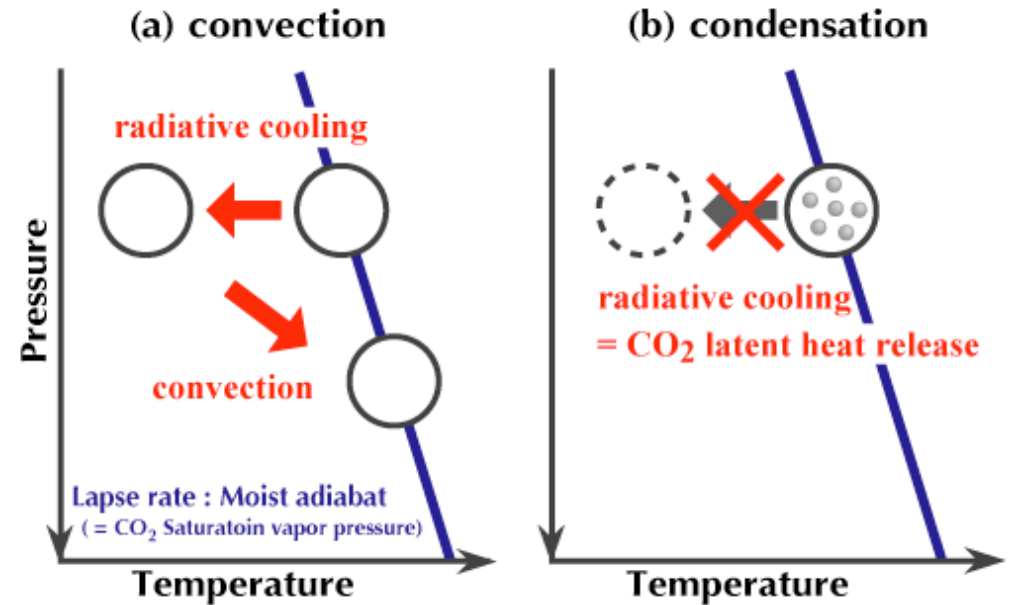 (a) convection
radiative cooling
convection
Lapse rate : Moist adiabat
( = CO₂ Saturatoin vapor pressure)
Pressure
Temperature
(b) condensation
radiative cooling
= CO₂ latent heat release
Temperature